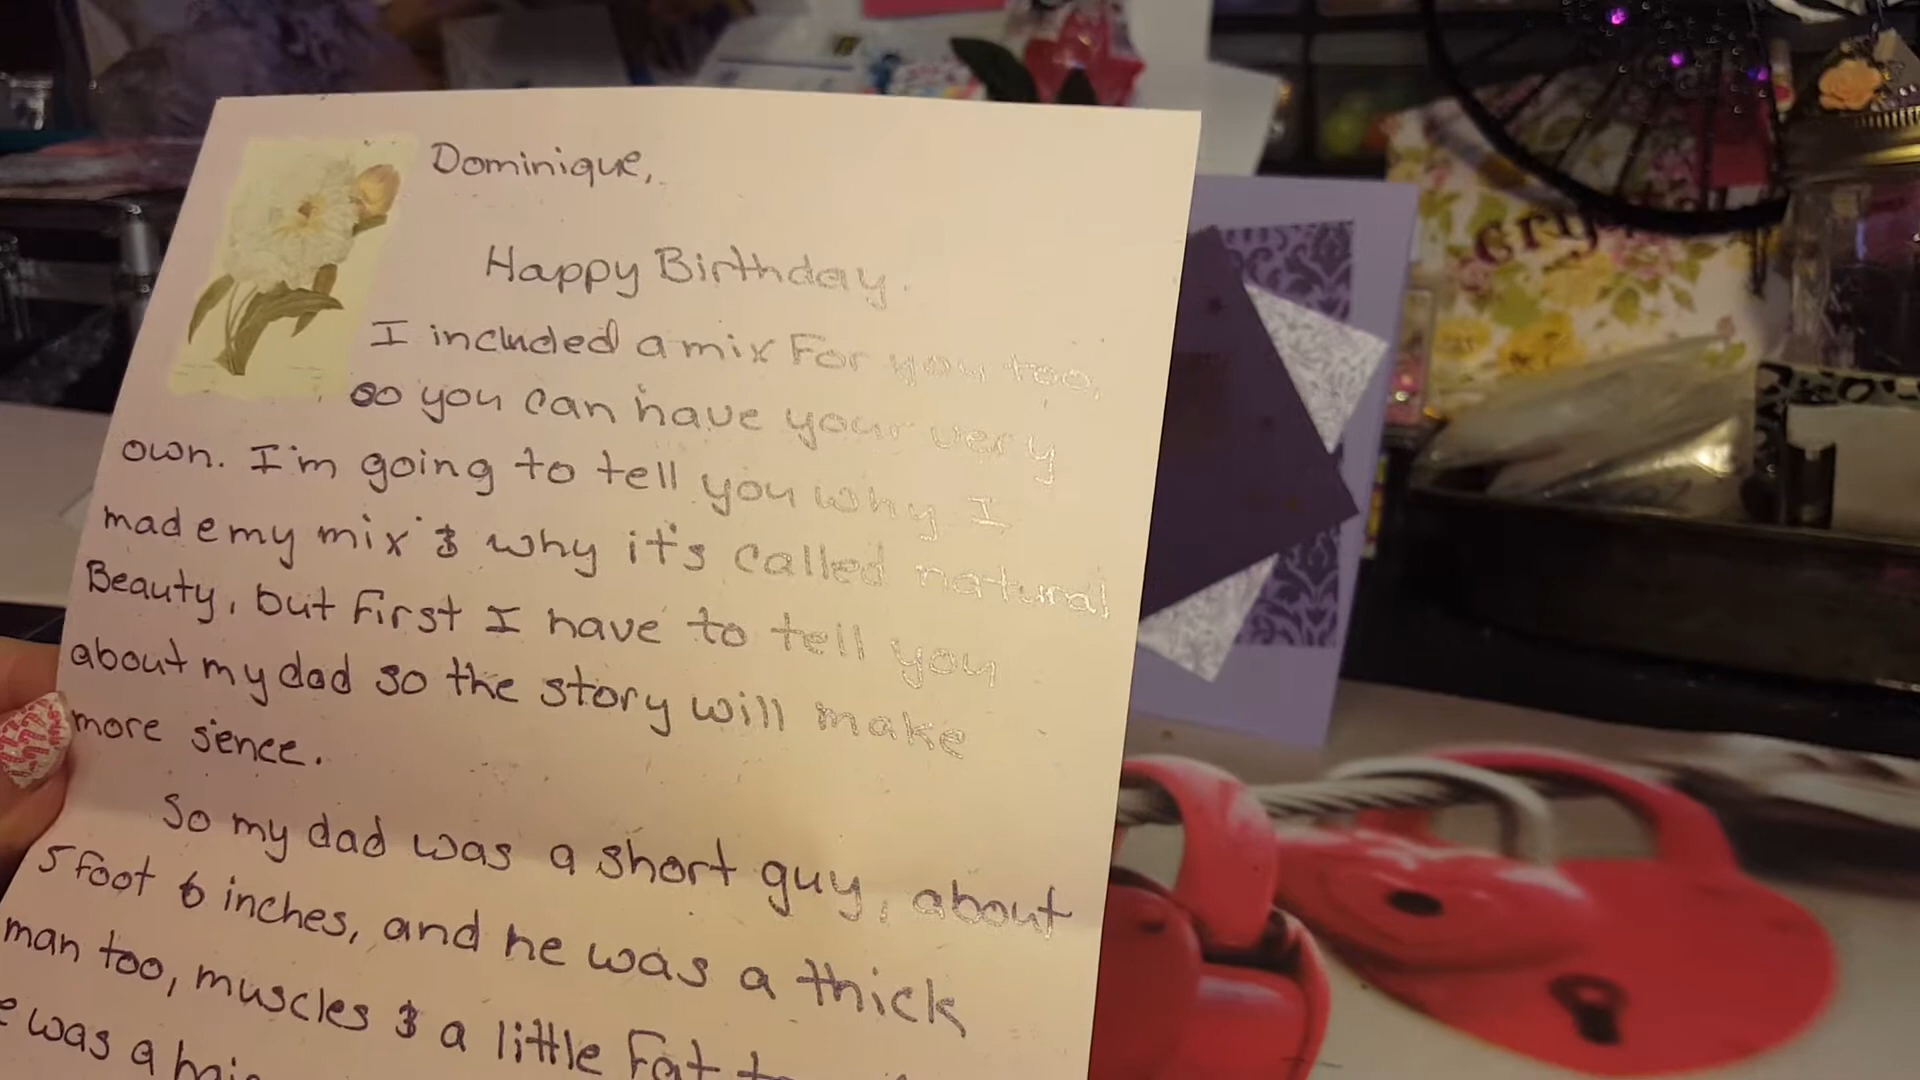 Dominique,
Happy Birthday.
I included a mix For you too,
so you can have your very
own. I'm going to tell you why I
made my mix & why it's called natural
Beauty, but First I have to tell you
about my dad so the story will make
more sence.
So my dad was a short guy, about
5 foot 6 inches, and he was a thick
man too, muscles & a little Fat
was a